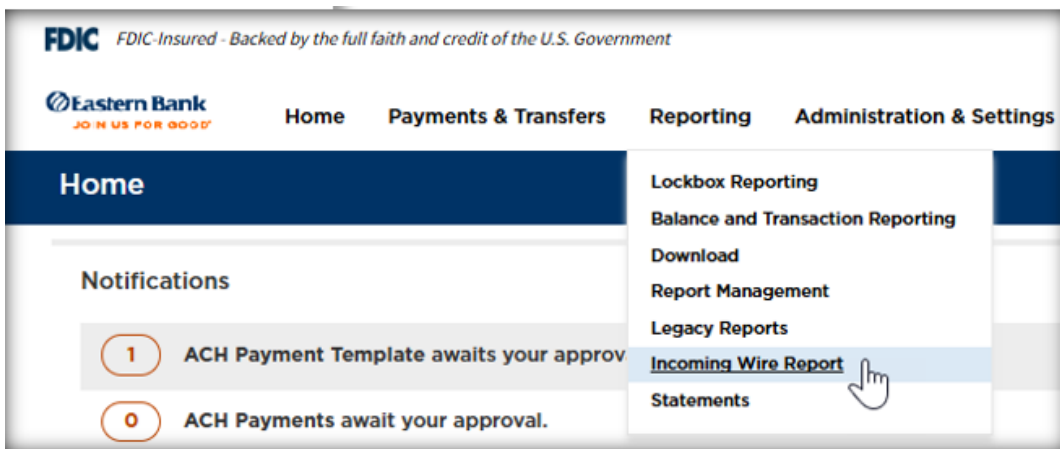 FDIC FDIC-Insured - Backed by the full faith and credit of the U.S. Government
Eastern Bank
JOIN US FOR GOOD®
Home Payments & Transfers Reporting Administration & Settings
Home
Lockbox Reporting
Balance and Transaction Reporting
Download
Report Management
Legacy Reports
Incoming Wire Report
Statements
Notifications
1 ACH Payment Template awaits your approv
0 ACH Payments await your approval.